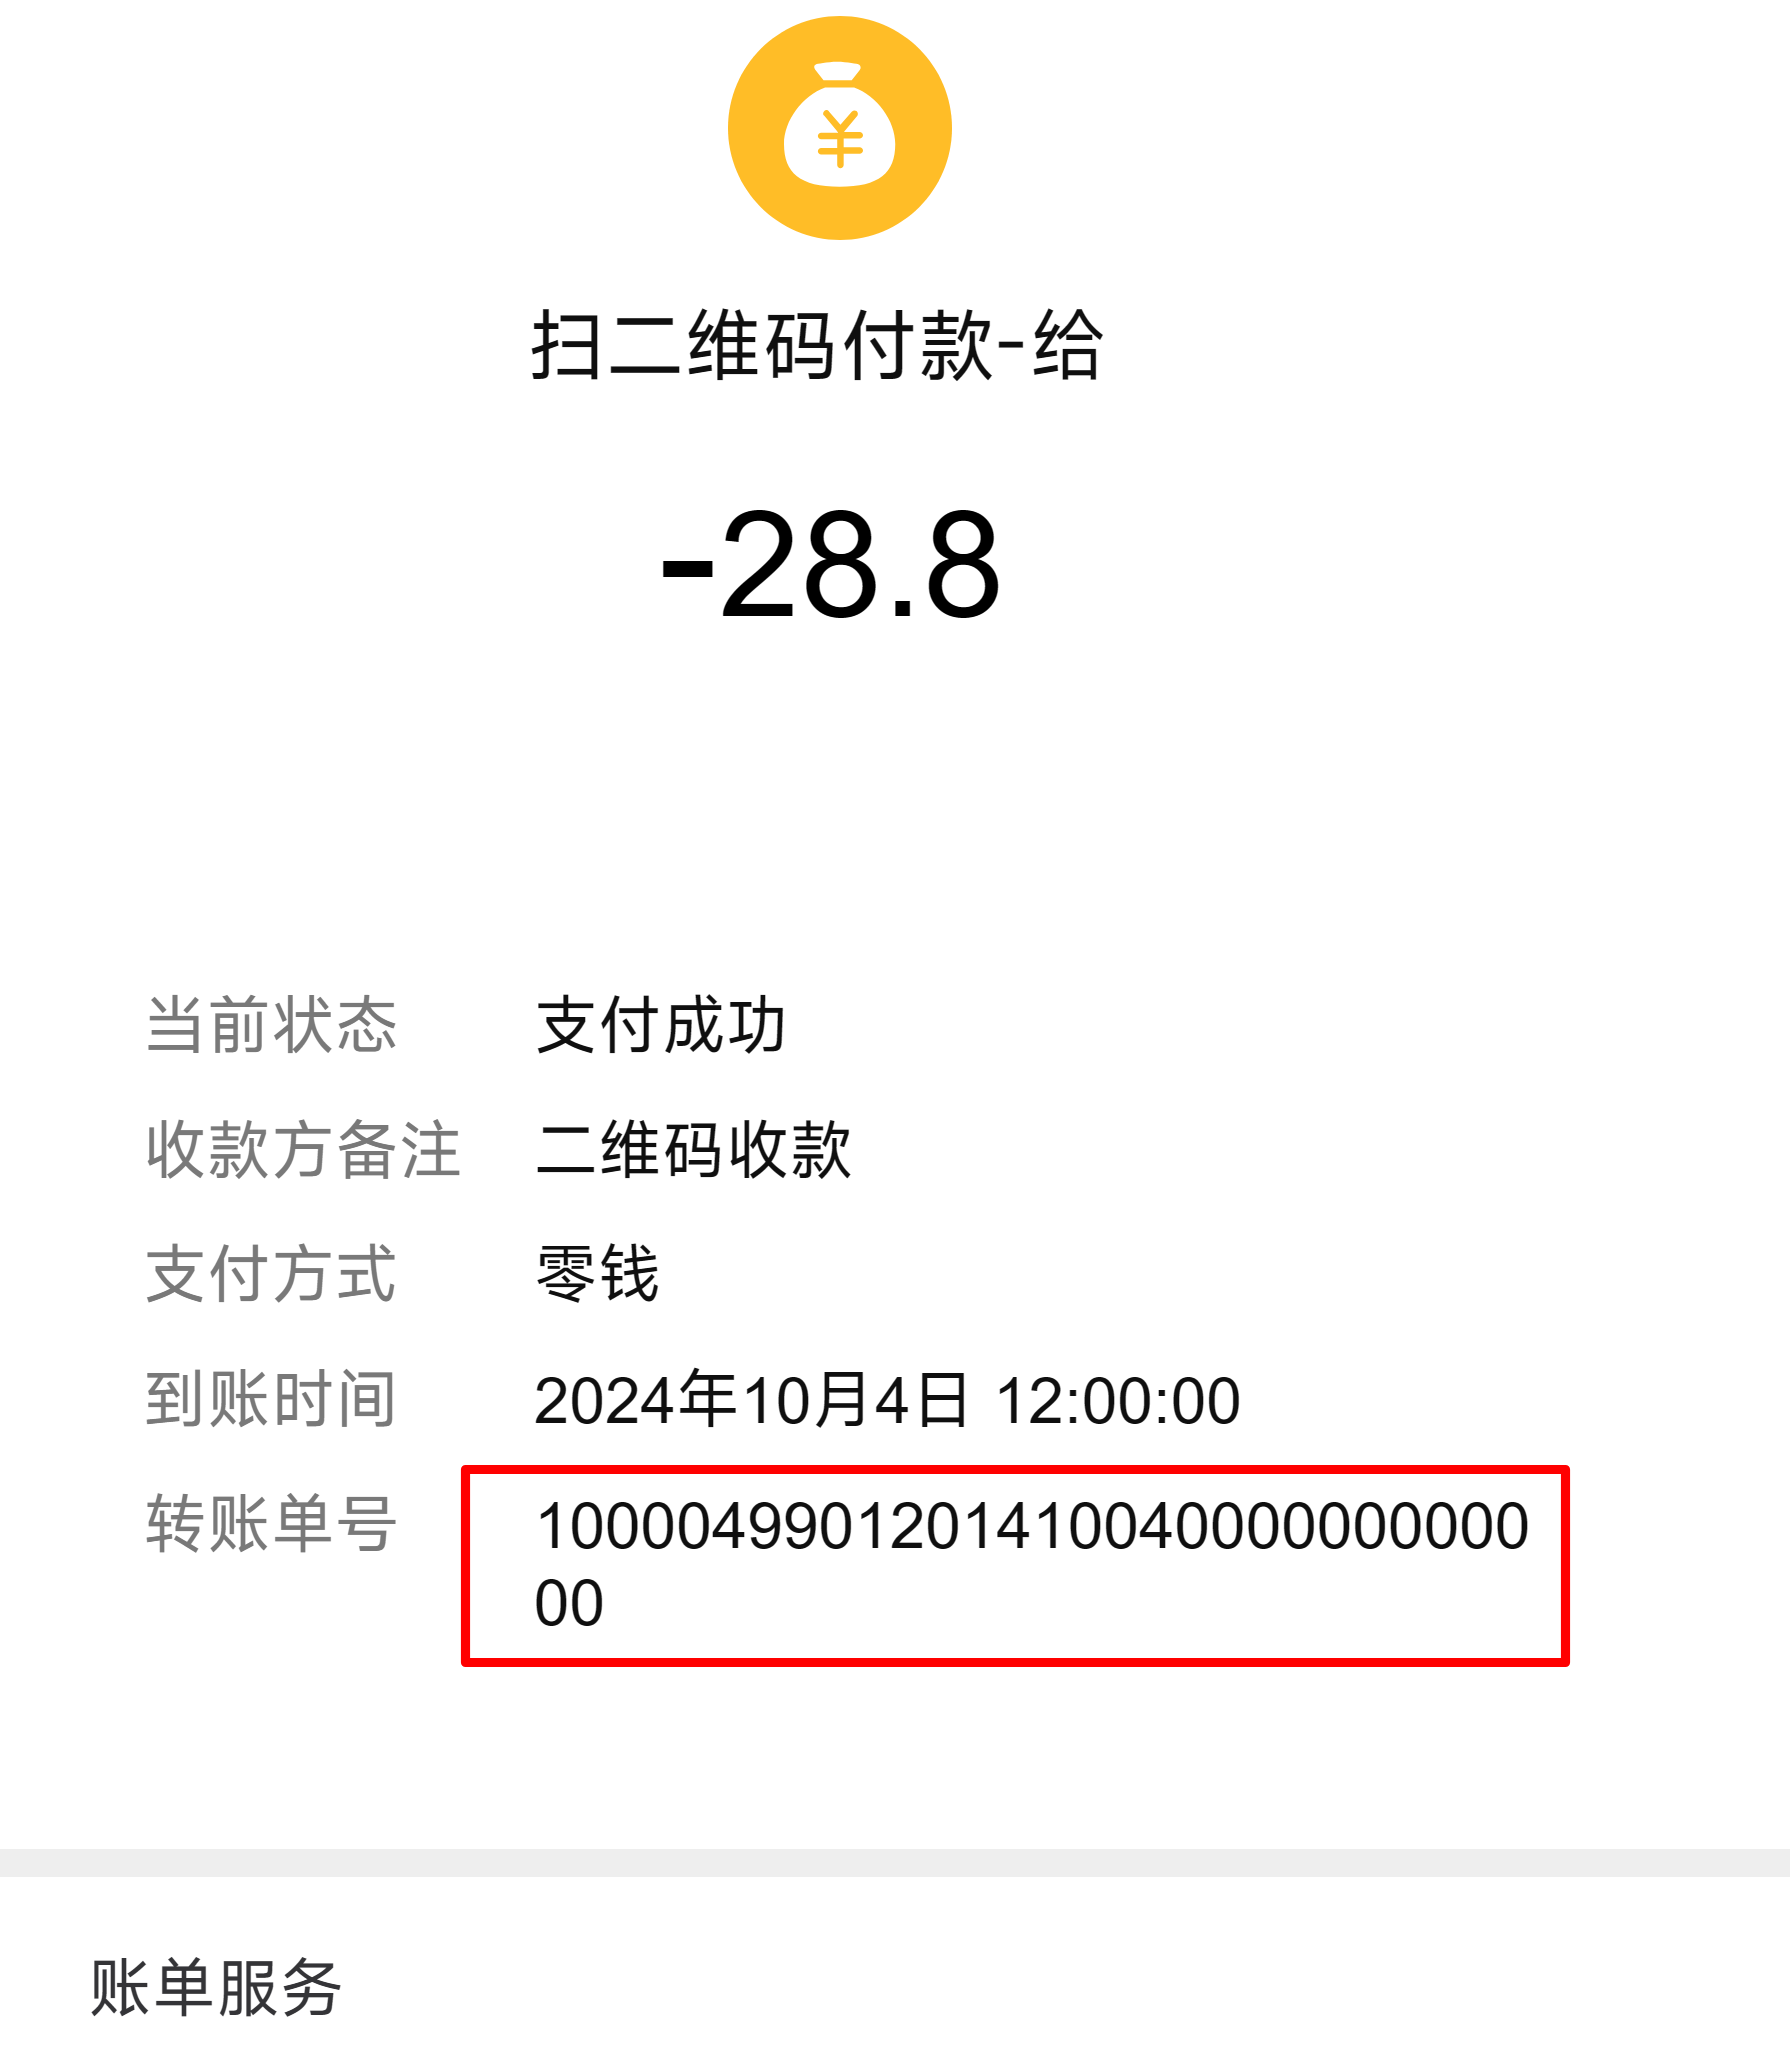 ¥
扫二维码付款-给
-28.8
当前状态 支付成功
收款方备注 二维码收款
支付方式 零钱
到账时间 2024年10月4日 12:00:00
转账单号 1000049901201410040000000000
00
账单服务